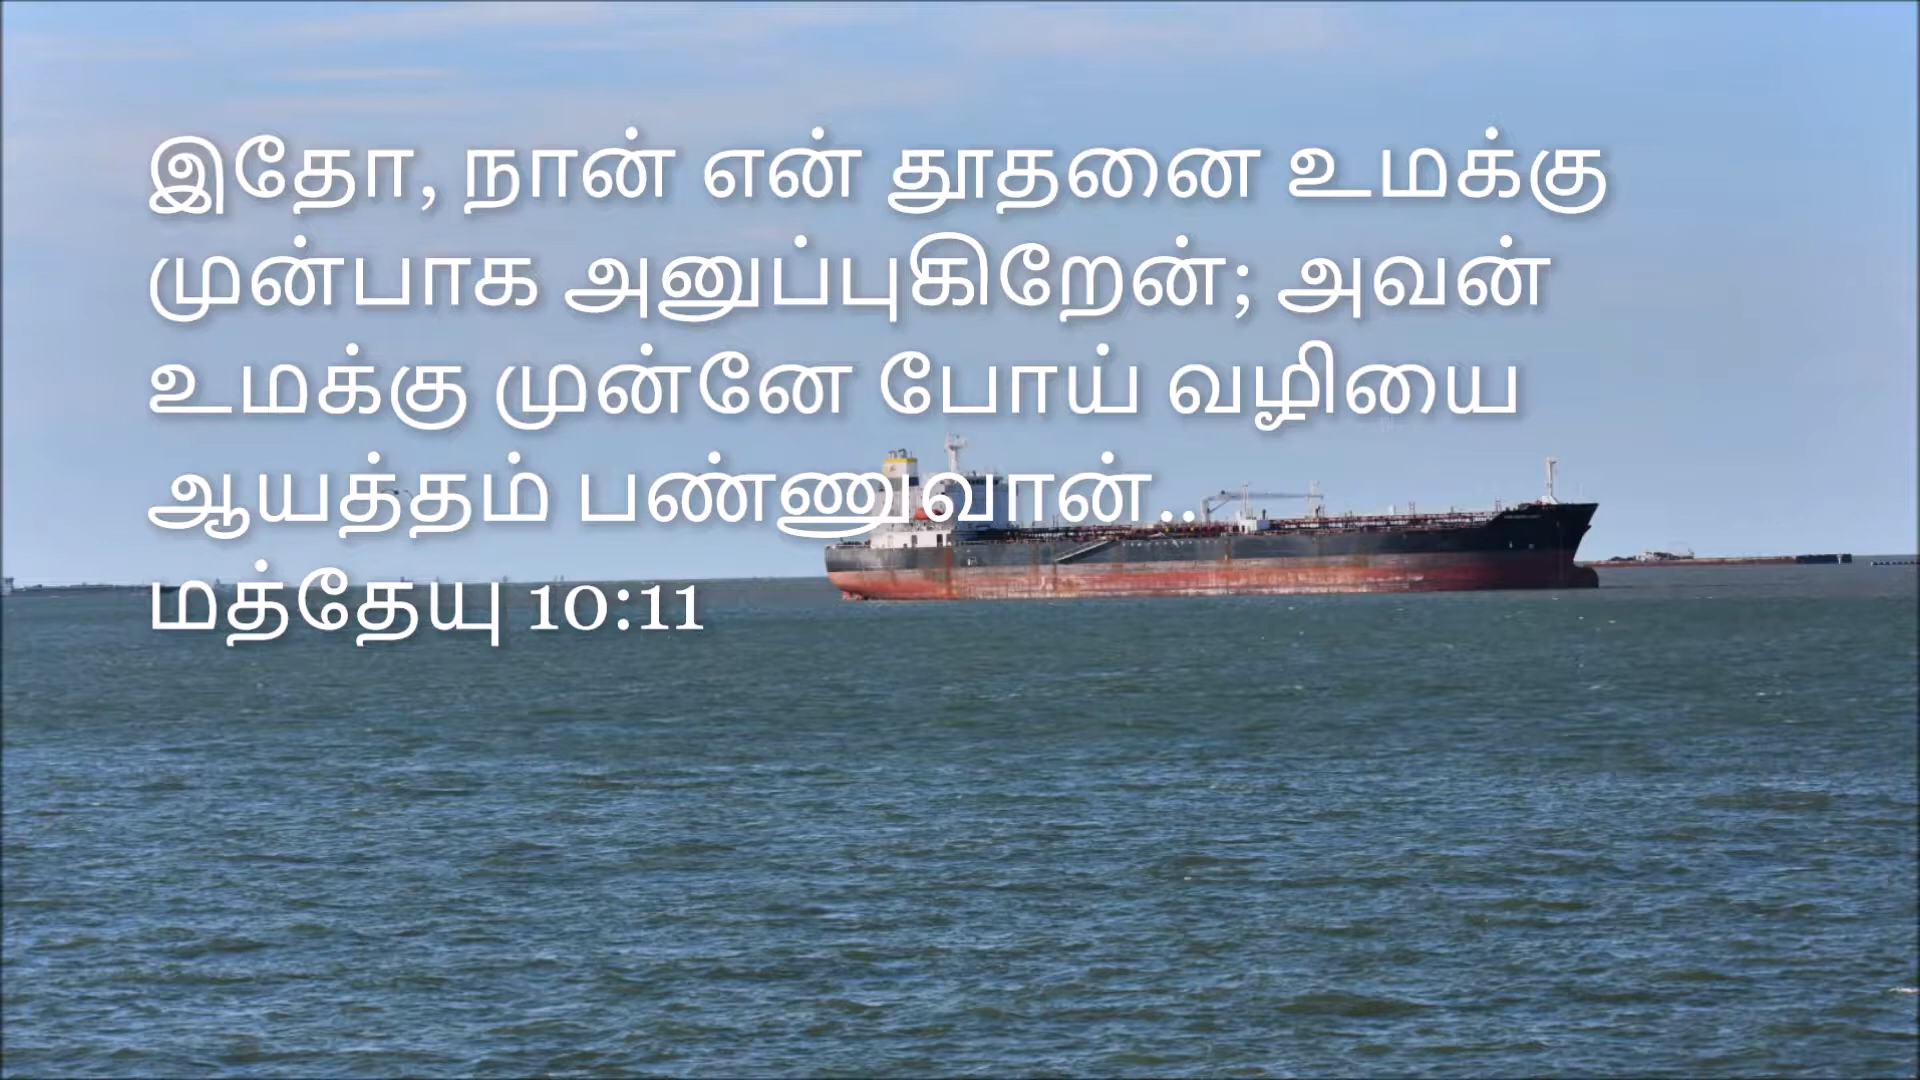 இதோ, நான் என் தூதனை உமக்கு
முன்பாக அனுப்புகிறேன்; அவன்
உமக்கு முன்னே போய் வழியை
ஆயத்தம் பண்ணுவான்..
மத்தேயு 10:11